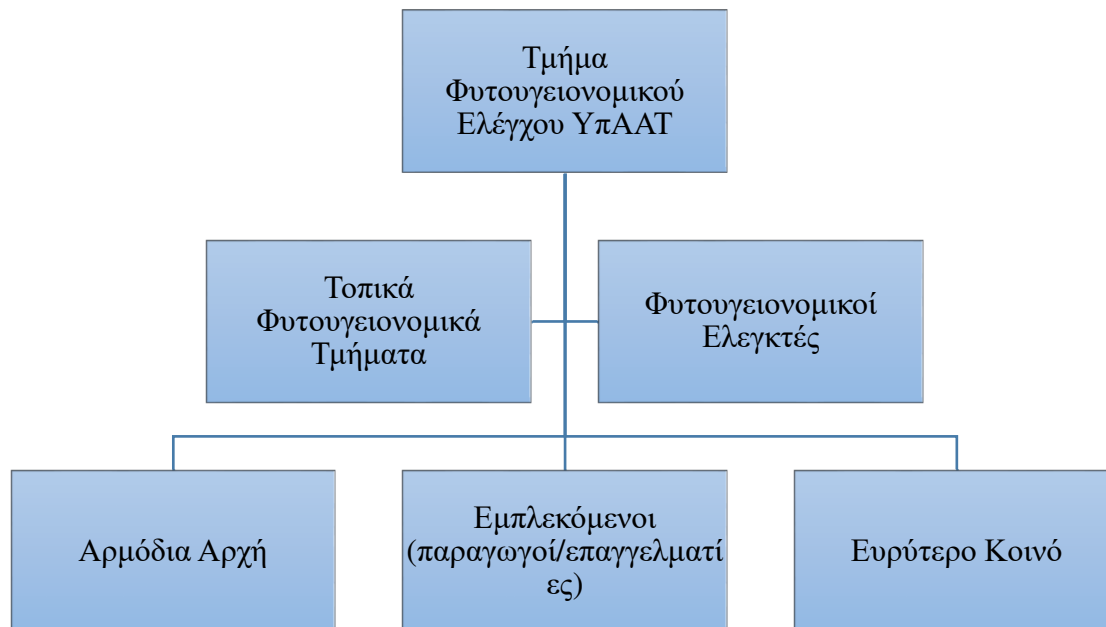 Τμήμα
Φυτουγειονομικού
Ελέγχου ΥπΑΑΤ
Τοπικά
Φυτουγειονομικά
Τμήματα
Φυτουγειονομικοί
Ελεγκτές
Αρμόδια Αρχή
Εμπλεκόμενοι
(παραγωγοί/επαγγελματί
ες)
Ευρύτερο Κοινό